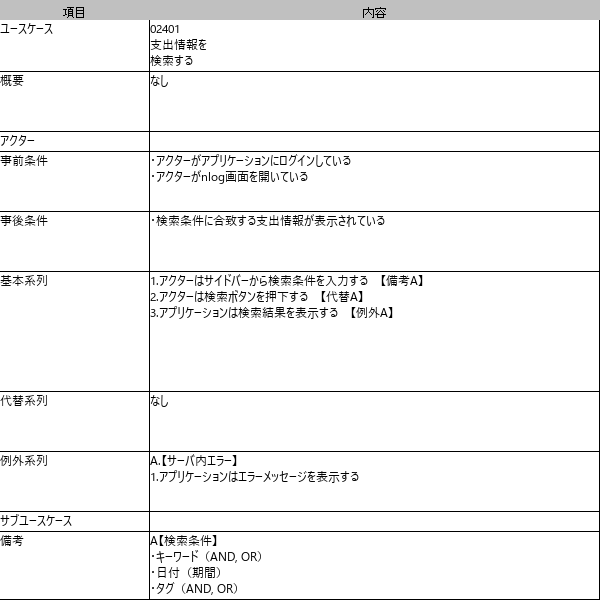 項目 内容
ユースケース 02401
支出情報を
検索する
概要 なし
アクター
事前条件 ・アクターがアプリケーションにログインしている
・アクターがnlog画面を開いている
事後条件 ・検索条件に合致する支出情報が表示されている
基本系列 1.アクターはサイドバーから検索条件を入力する 【備考A】
2.アクターは検索ボタンを押下する 【代替A】
3.アプリケーションは検索結果を表示する 【例外A】
代替系列 なし
例外系列 A.【サーバ内エラー】
1.アプリケーションはエラーメッセージを表示する
サブユースケース
備考 A【検索条件】
・キーワード（AND, OR）
・日付（期間）
・タグ（AND, OR）